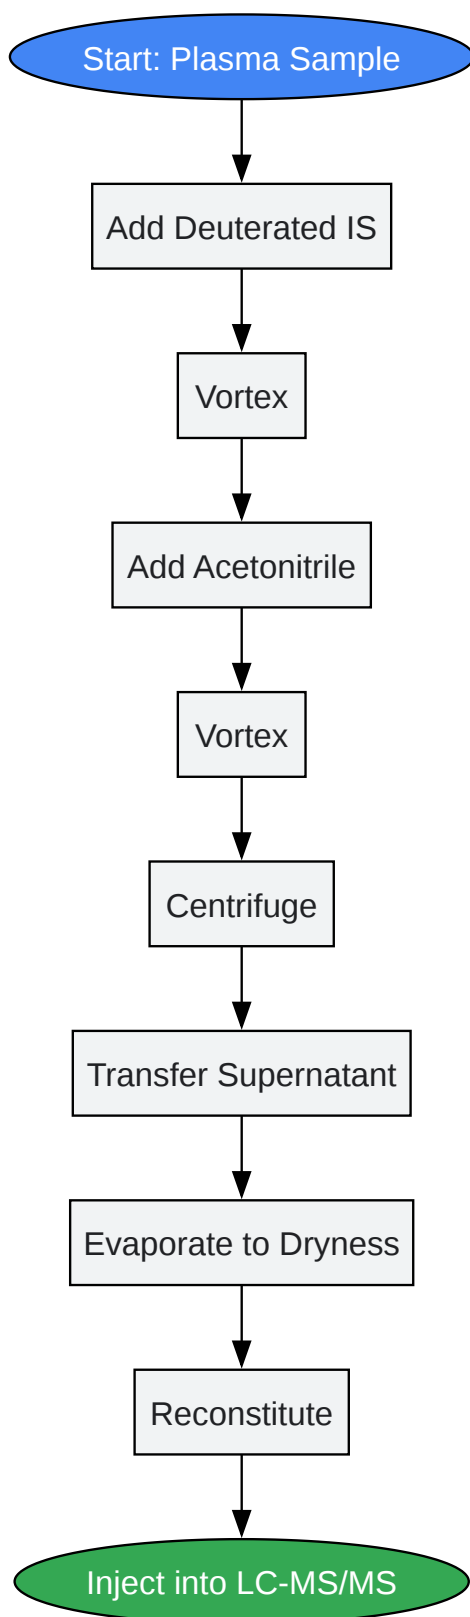 Start: Plasma Sample
Add Deuterated IS
Vortex
Add Acetonitrile
Vortex
Centrifuge
Transfer Supernatant
Evaporate to Dryness
Reconstitute
Inject into LC-MS/MS